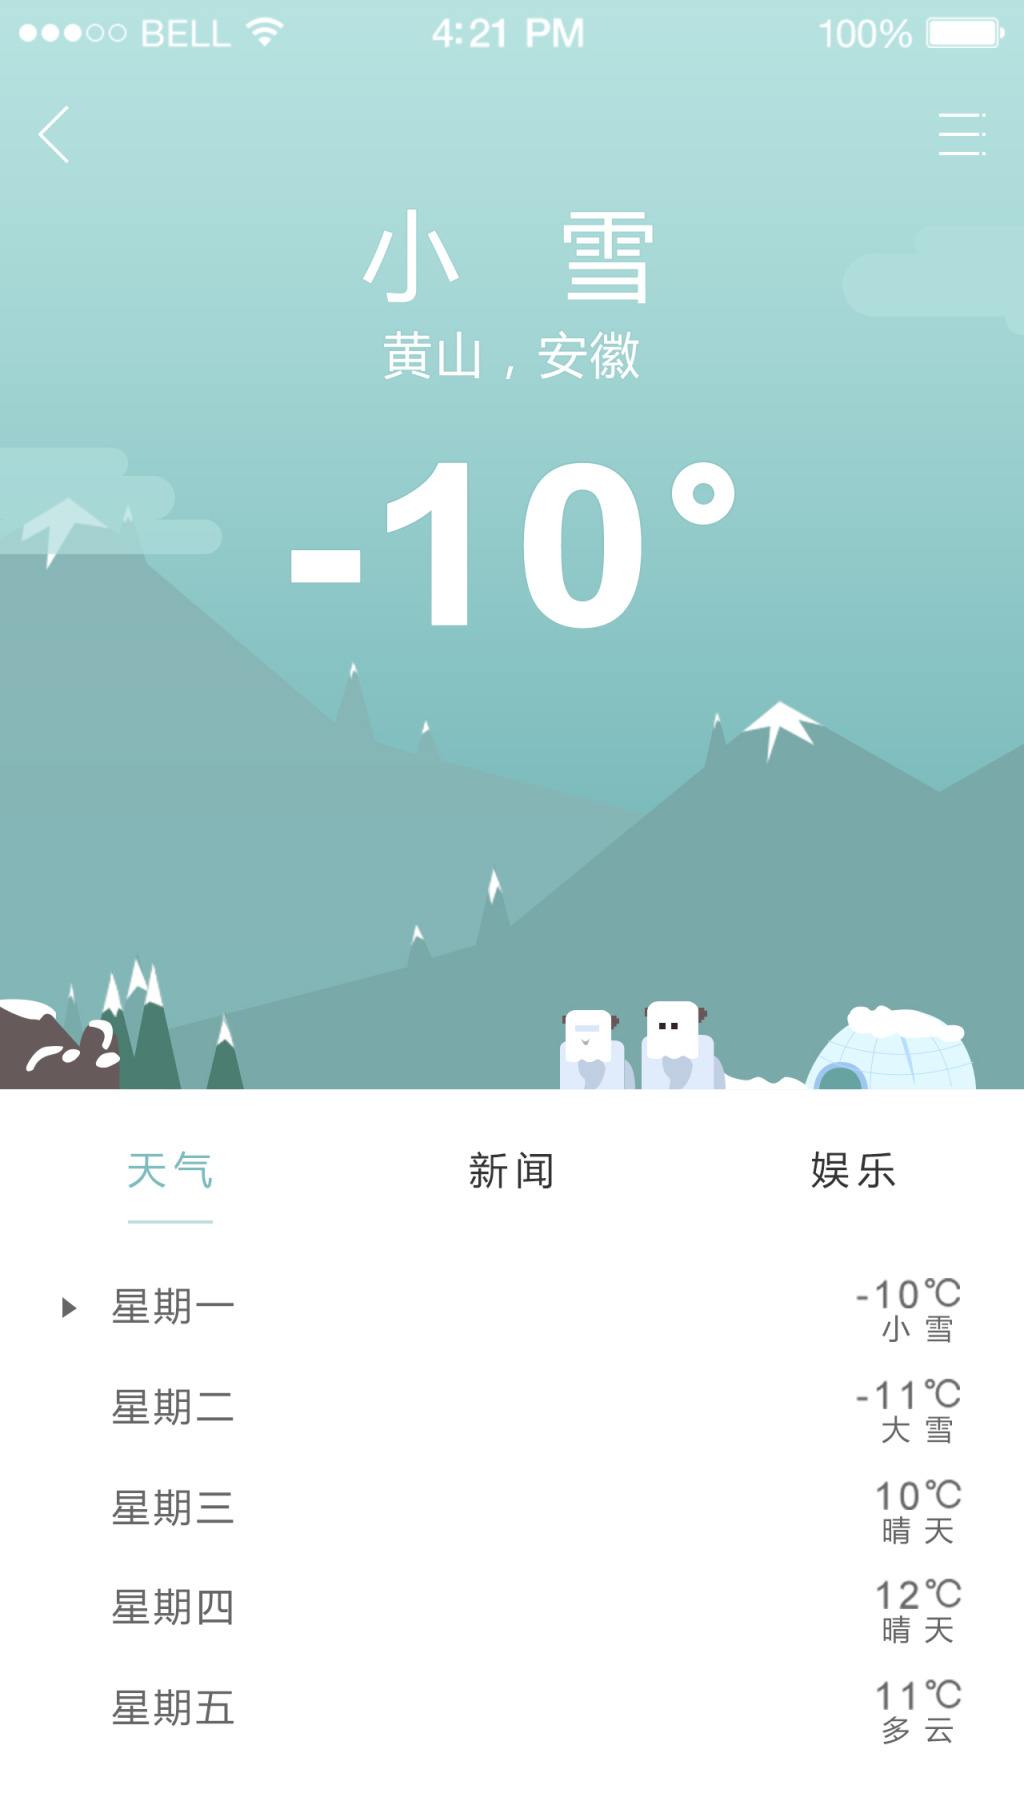 BELL 4:21 PM 100%
小 雪
黄山，安徽
-10°
天气 新闻 娱乐
星期一 -10℃
小 雪
星期二 -11℃
大 雪
星期三 10℃
晴 天
星期四 12℃
晴 天
星期五 11℃
多 云